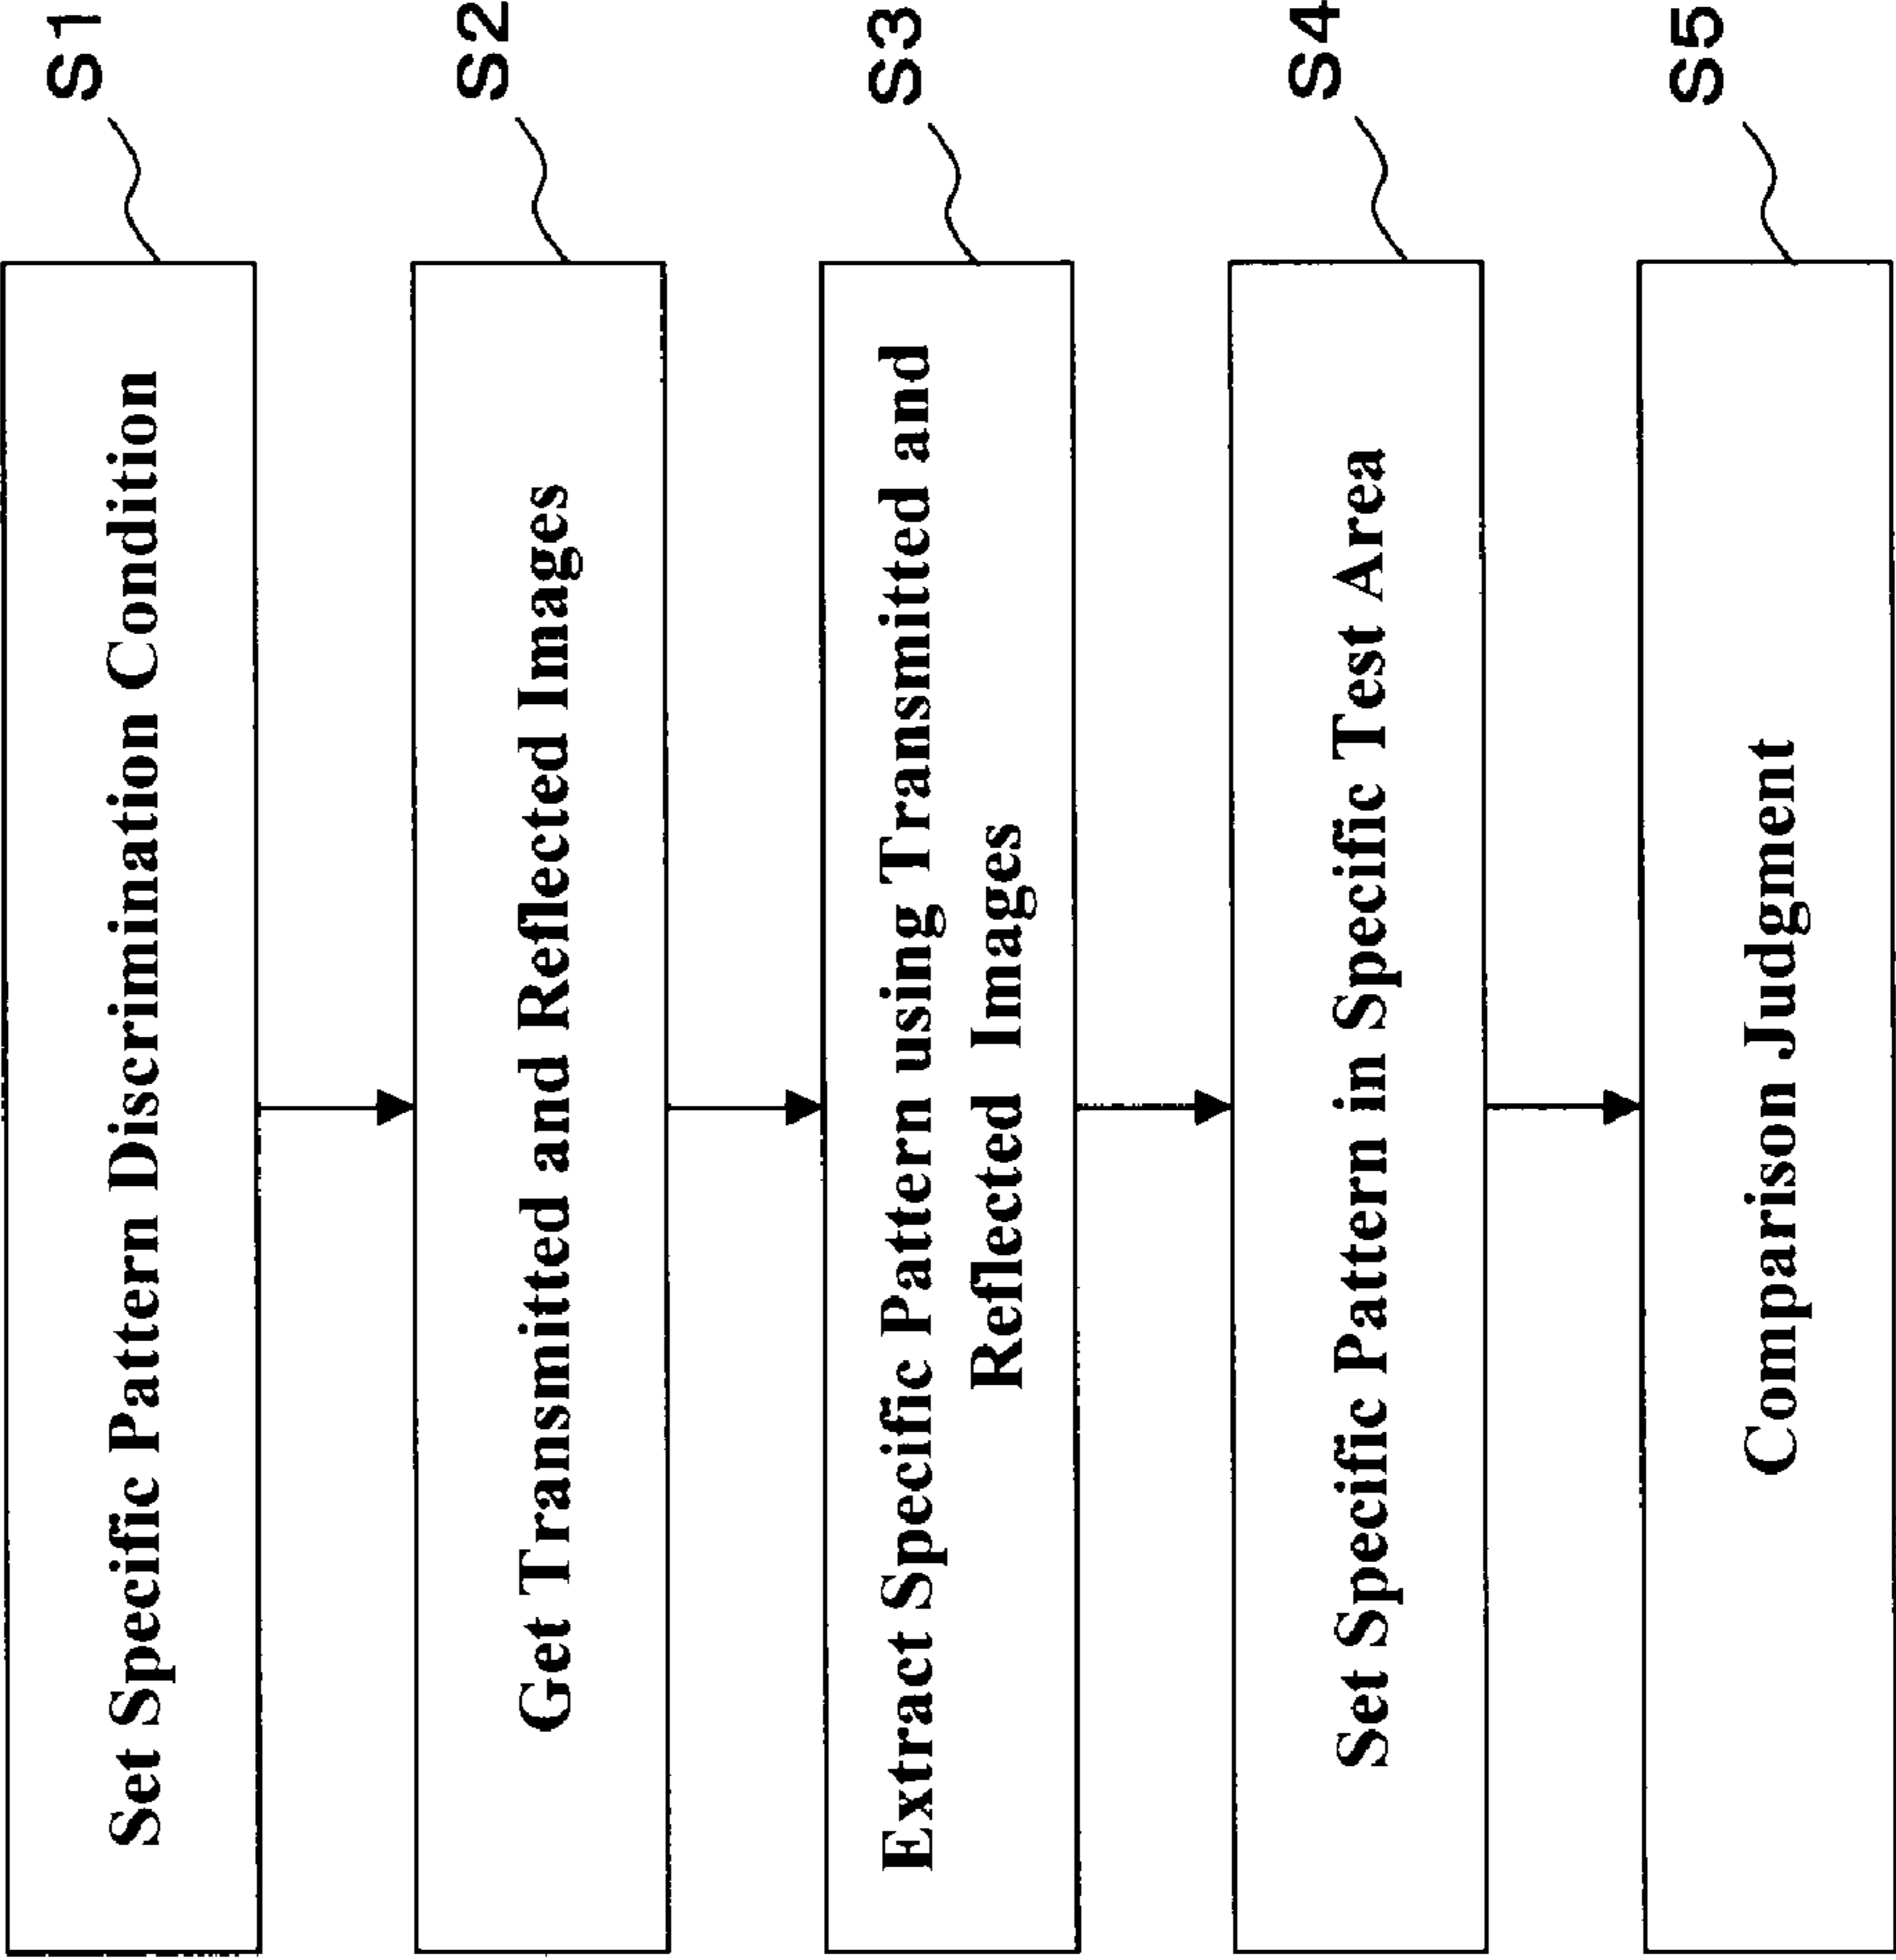 Set Specific Pattern Discrimination Condition
S1
Get Transmitted and Reflected Images
S2
Extract Specific Pattern using Transmitted and
Reflected Images
S3
Set Specific Pattern in Specific Test Area
S4
Comparison Judgment
S5